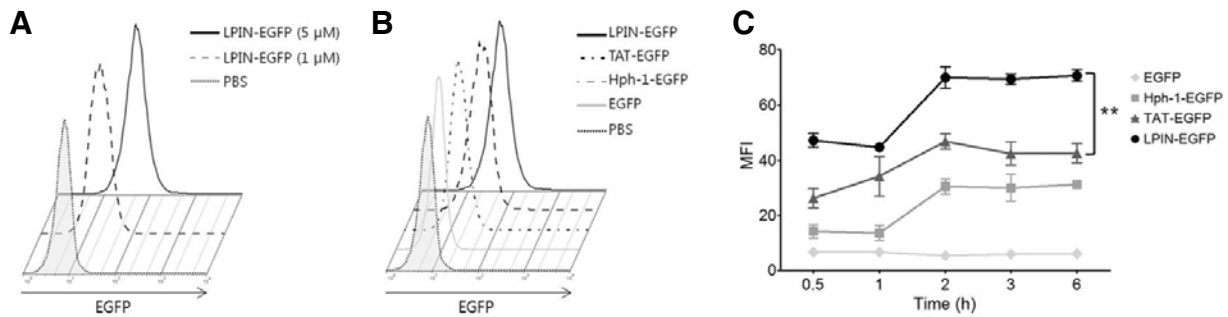 A
LPIN-EGFP (5 μM)
LPIN-EGFP (1 μM)
PBS
EGFP
B
LPIN-EGFP
TAT-EGFP
Hph-1-EGFP
EGFP
PBS
EGFP
C
80
60
40
20
0
MFI
0.5 1 2 3 6
Time (h)
**
EGFP
Hph-1-EGFP
TAT-EGFP
LPIN-EGFP